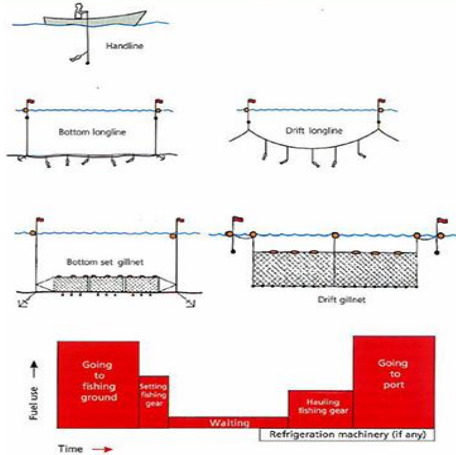 Handline
Bottom longline
Drift longline
Bottom set gillnet
Drift gillnet
Fuel use
Going
to
fishing
ground
Setting
fishing
gear
Waiting
Hauling
fishing gear
Going
to
port
Refrigeration machinery (if any)
Time